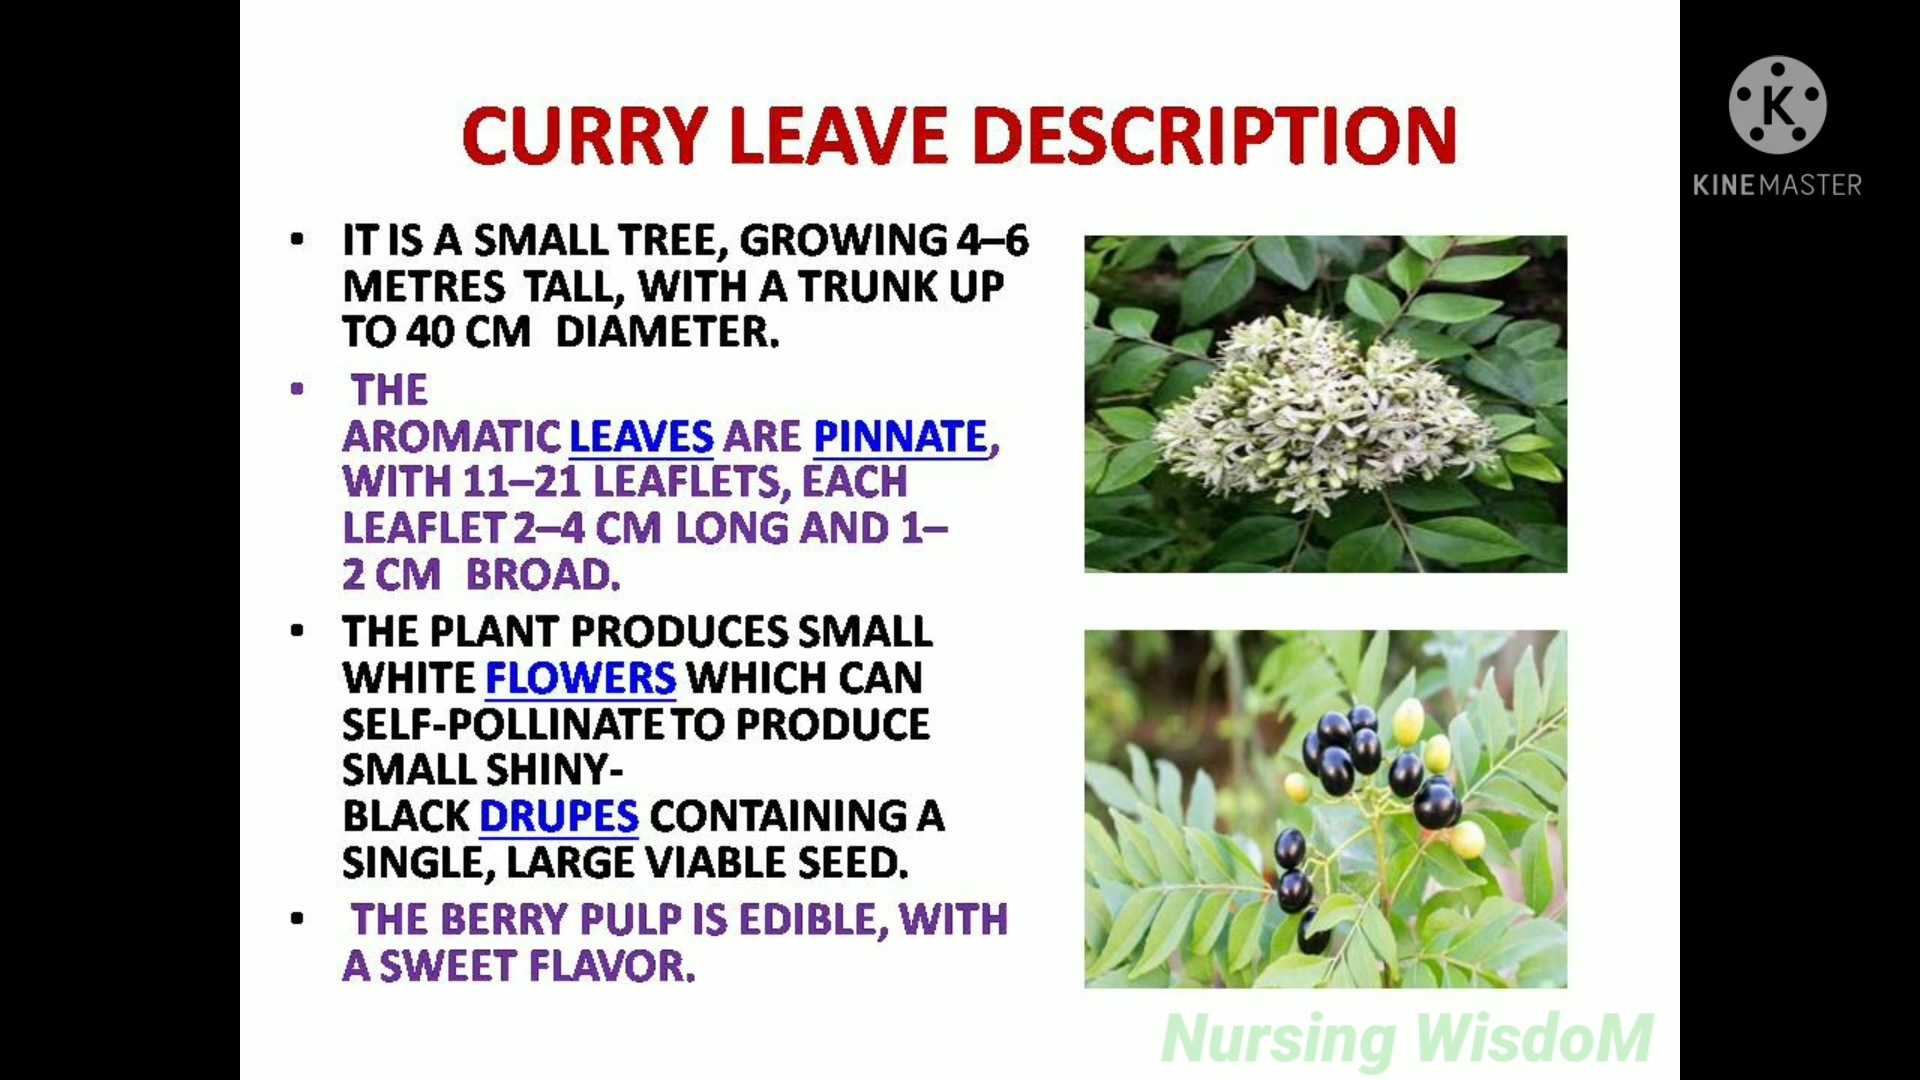 CURRY LEAVE DESCRIPTION
• IT IS A SMALL TREE, GROWING 4–6
METRES TALL, WITH A TRUNK UP
TO 40 CM DIAMETER.
• THE
AROMATIC LEAVES ARE PINNATE,
WITH 11–21 LEAFLETS, EACH
LEAFLET 2–4 CM LONG AND 1–
2 CM BROAD.
• THE PLANT PRODUCES SMALL
WHITE FLOWERS WHICH CAN
SELF-POLLINATE TO PRODUCE
SMALL SHINY-
BLACK DRUPES CONTAINING A
SINGLE, LARGE VIABLE SEED.
• THE BERRY PULP IS EDIBLE, WITH
A SWEET FLAVOR.
K
KINEMASTER
Nursing WisdoM